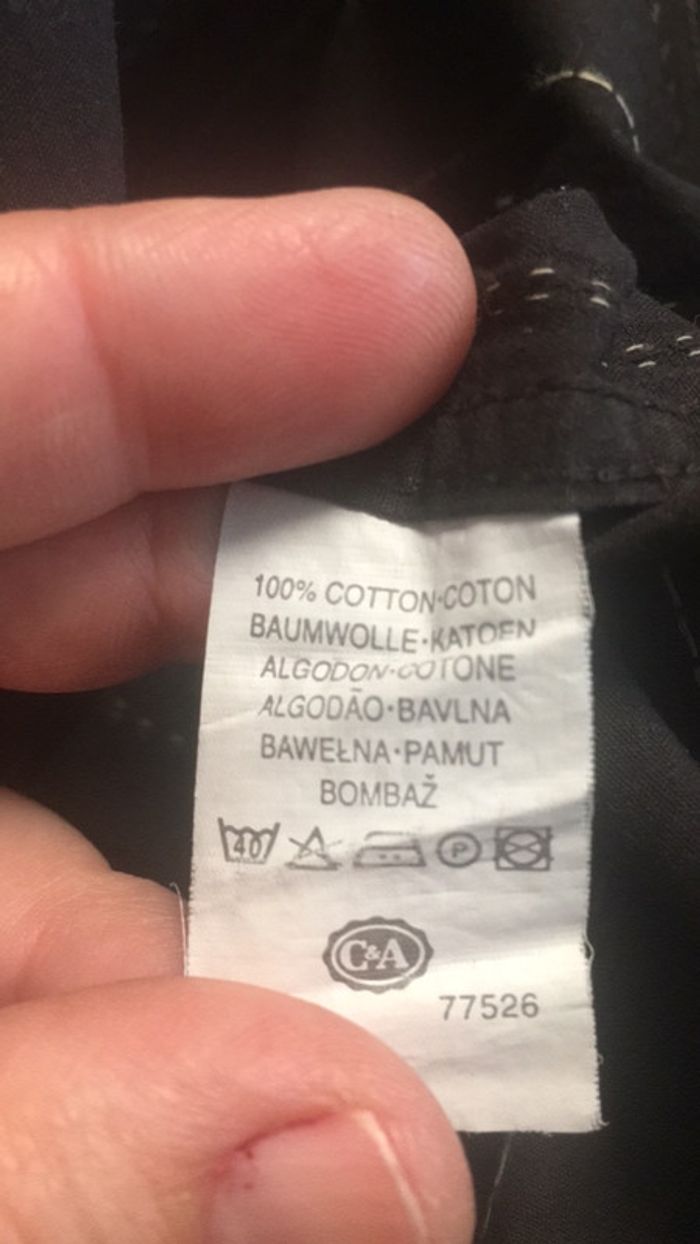 100% COTTON·COTON
BAUMWOLLE·KATOEN
ALGODON·COTONE
ALGODÃO·BAVLNA
BAWEŁNA·PAMUT
BOMBAŽ
40 P
C&A
77526